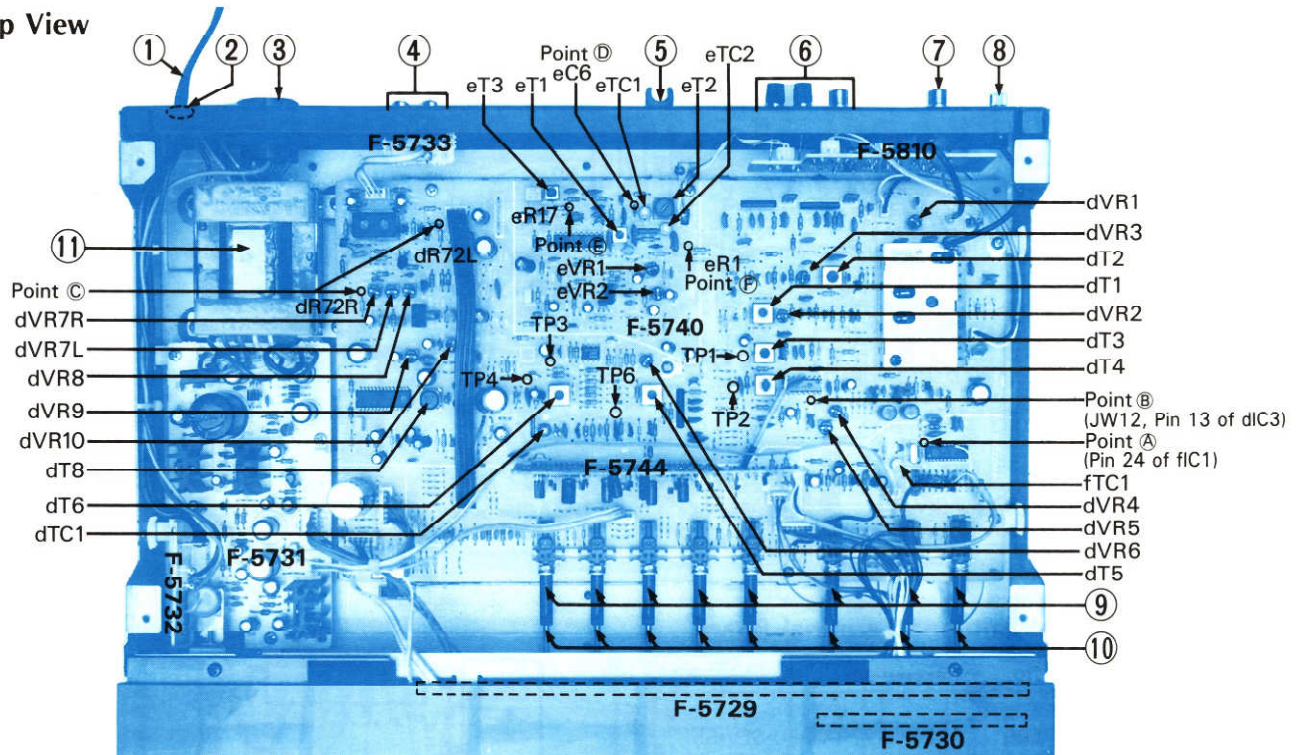 p View
① ② ③ ④ Point Ⓓ ⑤ eTC2 ⑥ ⑦ ⑧
eT3 eT1 eC6 eTC1 eT2
F-5733
F-5810
eR17
dVR1
Point Ⓔ
dR72L
⑪
eVR1
eR1
dVR3
Point Ⓕ
dT2
Point Ⓒ
dR72R
eVR2
dT1
dVR7R
TP3
F-5740
dVR2
dVR7L
TP1
dT3
dVR8
TP4
TP6
TP2
dT4
dVR9
Point Ⓑ
(JW12, Pin 13 of dIC3)
dVR10
Point Ⓐ
(Pin 24 of fIC1)
dT8
F-5744
fTC1
dT6
dVR4
dTC1
dVR5
F-5731
dVR6
F-5732
dT5
⑨
⑩
F-5729
F-5730